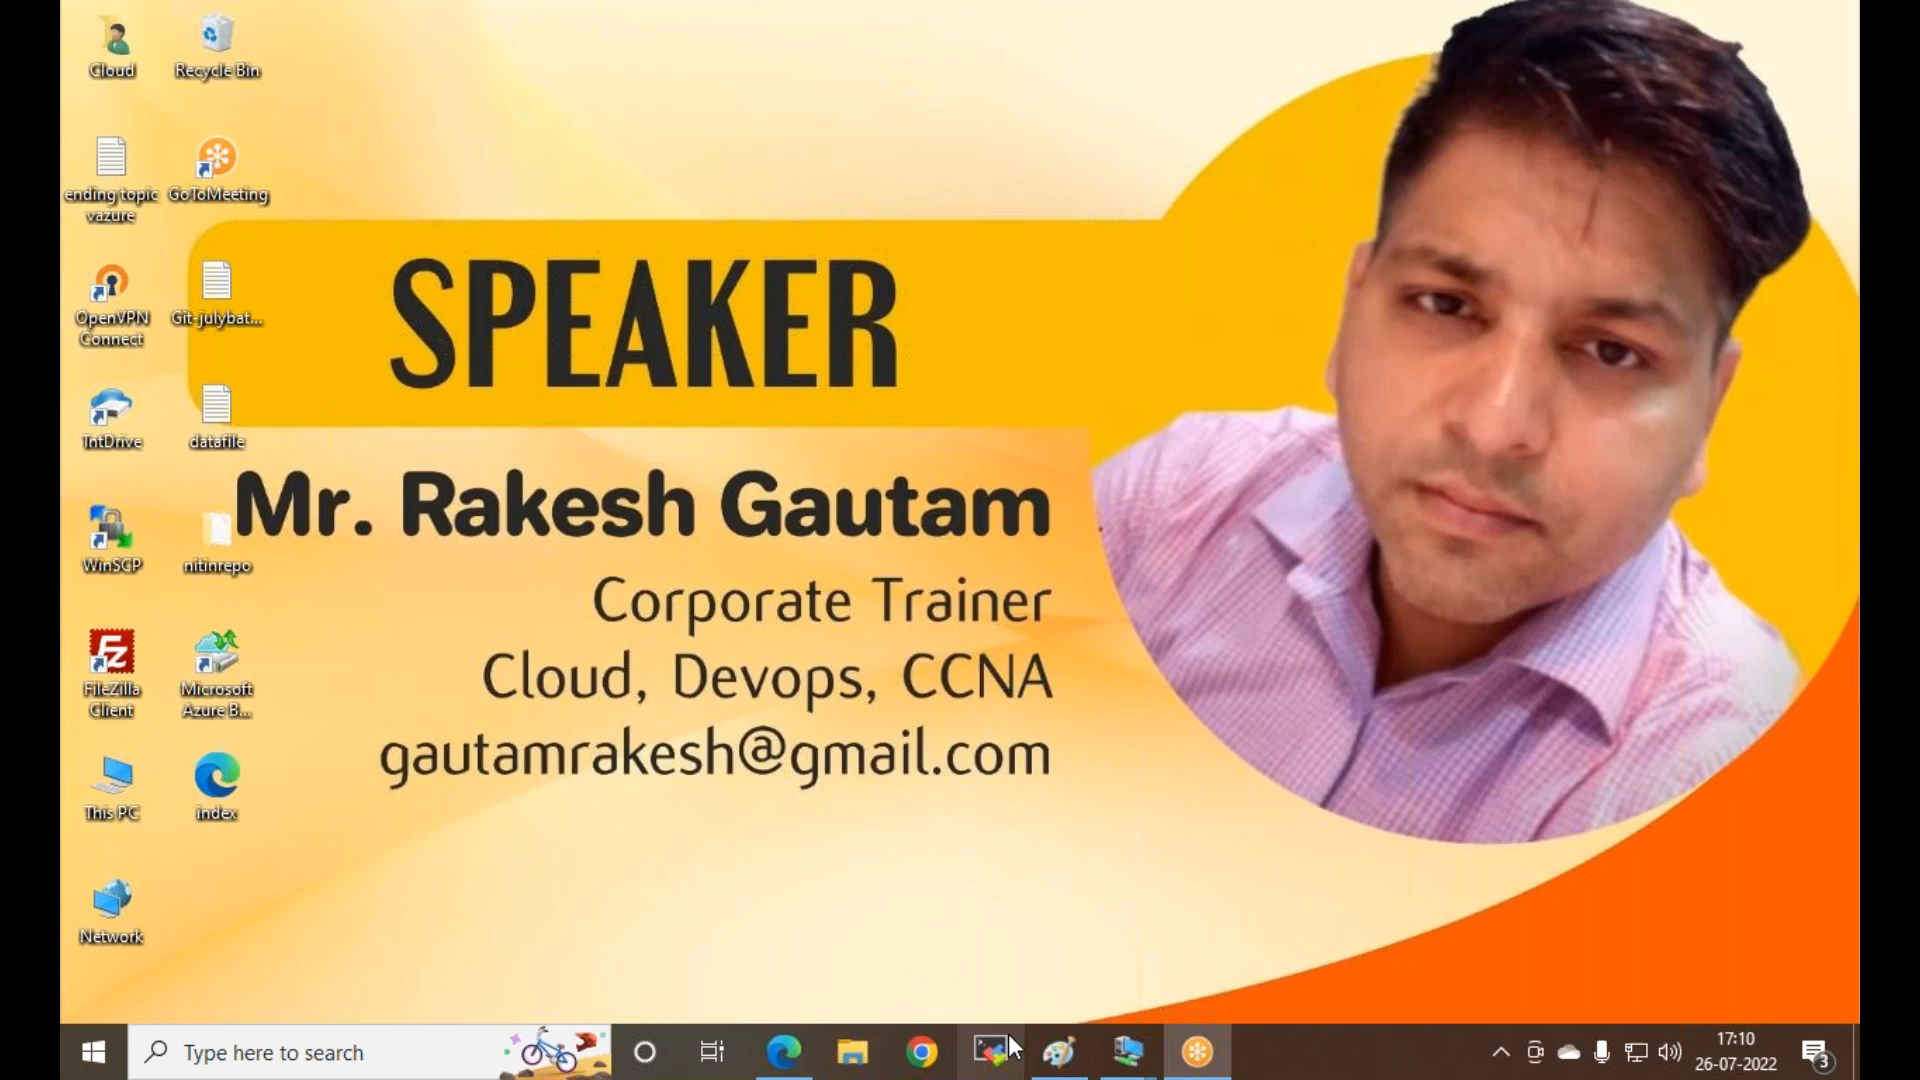 Cloud
Recycle Bin
ending topic
vazure
GoToMeeting
OpenVPN
Connect
Git-julybat...
TntDrive
datafile
WinSCP
nitinrepo
FileZilla
Client
Microsoft
Azure B...
This PC
index
Network
SPEAKER
Mr. Rakesh Gautam
Corporate Trainer
Cloud, Devops, CCNA
gautamrakesh@gmail.com
Type here to search
17:10
26-07-2022
3